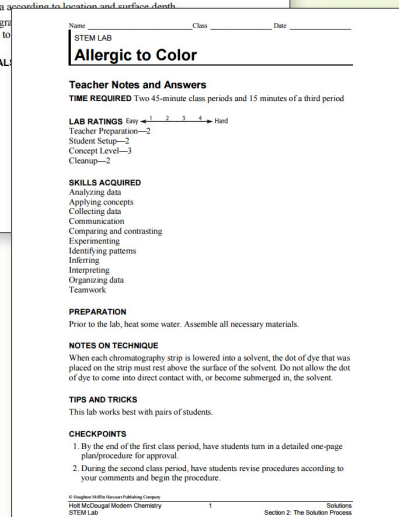 a according to location and surface depth
gra
to
AL
Name Class Date
STEM LAB
Allergic to Color
Teacher Notes and Answers
TIME REQUIRED Two 45-minute class periods and 15 minutes of a third period
LAB RATINGS Easy 1 2 3 4 Hard
Teacher Preparation—2
Student Setup—2
Concept Level—3
Cleanup—2
SKILLS ACQUIRED
Analyzing data
Applying concepts
Collecting data
Communication
Comparing and contrasting
Experimenting
Identifying patterns
Inferring
Interpreting
Organizing data
Teamwork
PREPARATION
Prior to the lab, heat some water. Assemble all necessary materials.
NOTES ON TECHNIQUE
When each chromatography strip is lowered into a solvent, the dot of dye that was
placed on the strip must rest above the surface of the solvent. Do not allow the dot
of dye to come into direct contact with, or become submerged in, the solvent.
TIPS AND TRICKS
This lab works best with pairs of students.
CHECKPOINTS
1. By the end of the first class period, have students turn in a detailed one-page
plan/procedure for approval.
2. During the second class period, have students revise procedures according to
your comments and begin the procedure.
© Houghton Mifflin Harcourt Publishing Company
Holt McDougal Modern Chemistry 1 Solutions
STEM Lab Section 2: The Solution Process